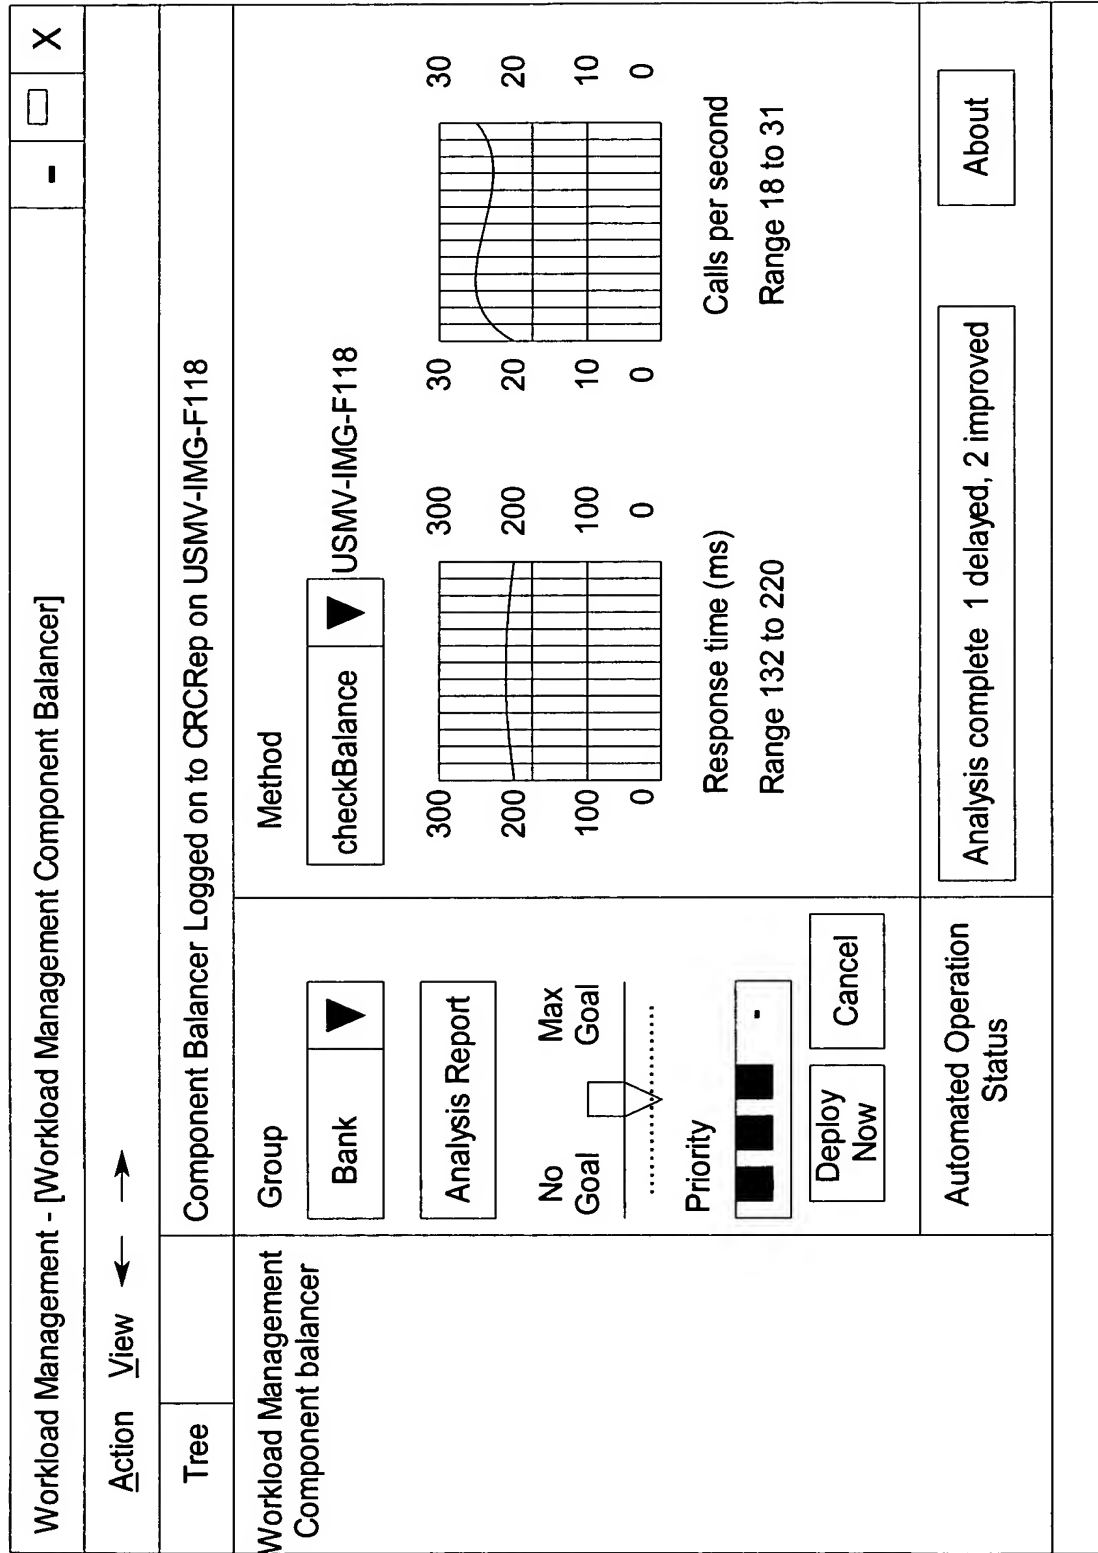 Workload Management - [Workload Management Component Balancer]
- X
Action View
Tree
Component Balancer Logged on to CRCRep on USMV-IMG-F118
Workload Management
Component balancer
Group
Bank
Analysis Report
No Goal
Max Goal
Priority
-
Deploy Now
Cancel
Method
checkBalance
USMV-IMG-F118
300 300
200 200
100 100
0 0
Response time (ms)
Range 132 to 220
30 30
20 20
10 10
0 0
Calls per second
Range 18 to 31
Automated Operation
Status
Analysis complete 1 delayed, 2 improved
About